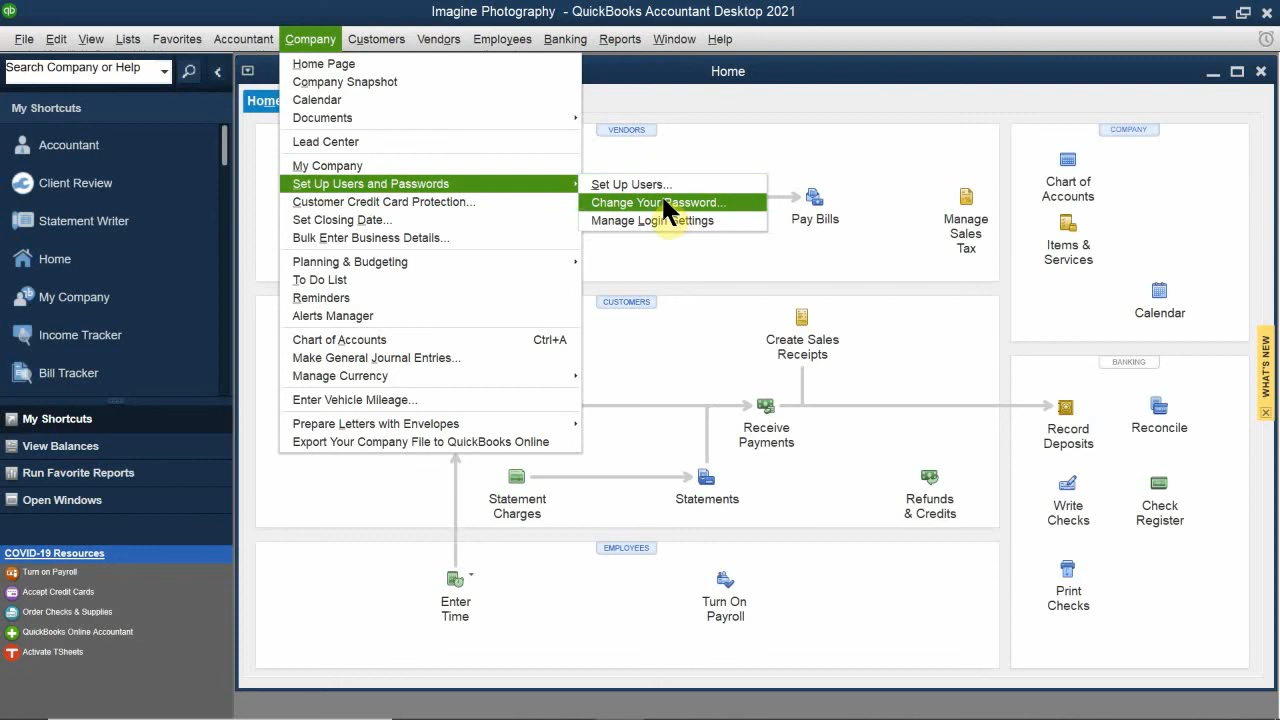 qb
Imagine Photography - QuickBooks Accountant Desktop 2021
File Edit View Lists Favorites Accountant Company Customers Vendors Employees Banking Reports Window Help
Search Company or Help
My Shortcuts
Accountant
Client Review
Statement Writer
Home
My Company
Income Tracker
Bill Tracker
My Shortcuts
View Balances
Run Favorite Reports
Open Windows
COVID-19 Resources
Turn on Payroll
Accept Credit Cards
Order Checks & Supplies
QuickBooks Online Accountant
Activate TSheets
Home Page
Company Snapshot
Calendar
Documents
Lead Center
My Company
Set Up Users and Passwords
Customer Credit Card Protection...
Set Closing Date...
Bulk Enter Business Details...
Planning & Budgeting
To Do List
Reminders
Alerts Manager
Chart of Accounts Ctrl+A
Make General Journal Entries...
Manage Currency
Enter Vehicle Mileage...
Prepare Letters with Envelopes
Export Your Company File to QuickBooks Online
Set Up Users...
Change Your Password...
Manage Login Settings
Home
Home
VENDORS
Pay Bills
Manage
Sales
Tax
CUSTOMERS
Create Sales
Receipts
Receive
Payments
Statement
Charges
Statements
Refunds
& Credits
EMPLOYEES
Enter
Time
Turn On
Payroll
COMPANY
Chart of
Accounts
Items &
Services
Calendar
BANKING
Record
Deposits
Reconcile
Write
Checks
Check
Register
Print
Checks
WHAT'S NEW